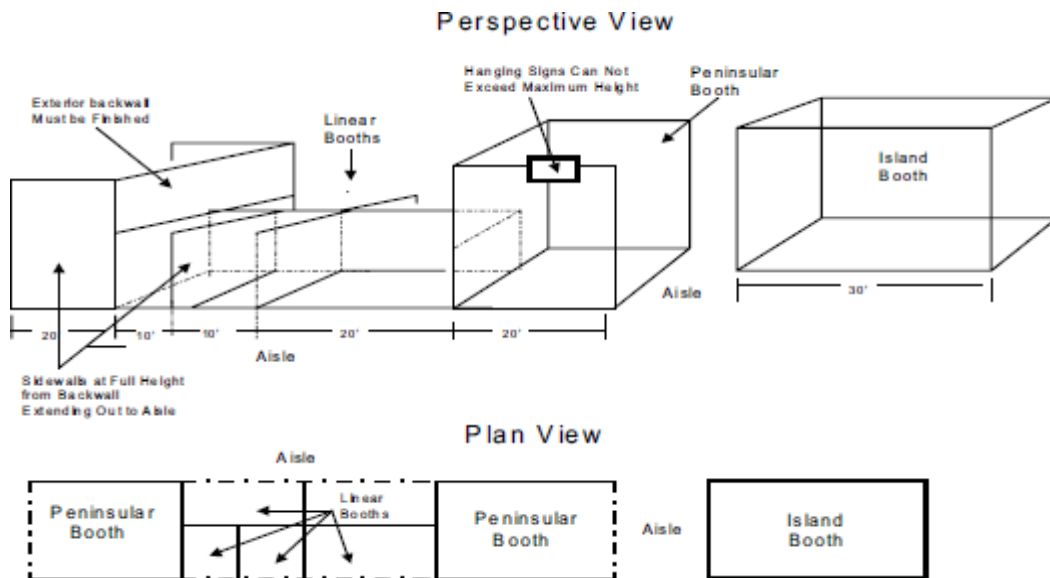 Perspective View
Hanging Signs Can Not
Exceed Maximum Height
Peninsular
Booth
Exterior backwall
Must be Finished
Linear
Booths
Island
Booth
Aisle
30'
20'
10'
10'
20'
20'
Aisle
Sidewalls at Full Height
from Backwall
Extending Out to Aisle
Plan View
Aisle
Peninsular
Booth
Linear
Booths
Peninsular
Booth
Aisle
Island
Booth